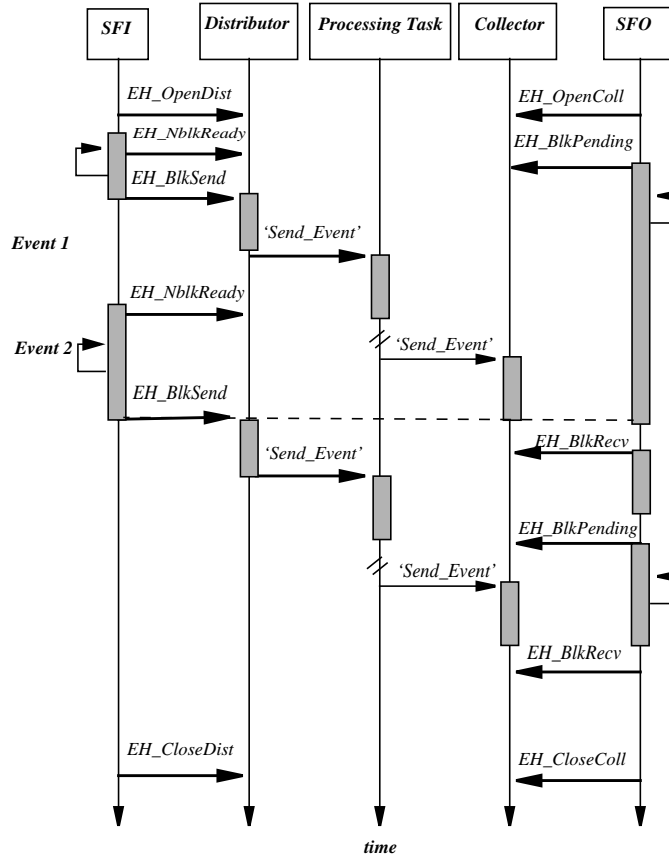 SFI
Distributor
Processing Task
Collector
SFO
EH_OpenDist
EH_OpenColl
EH_NblkReady
EH_BlkPending
EH_BlkSend
Event 1
‘Send_Event’
EH_NblkReady
Event 2
‘Send_Event’
EH_BlkSend
EH_BlkRecv
‘Send_Event’
EH_BlkPending
‘Send_Event’
EH_BlkRecv
EH_CloseDist
EH_CloseColl
time